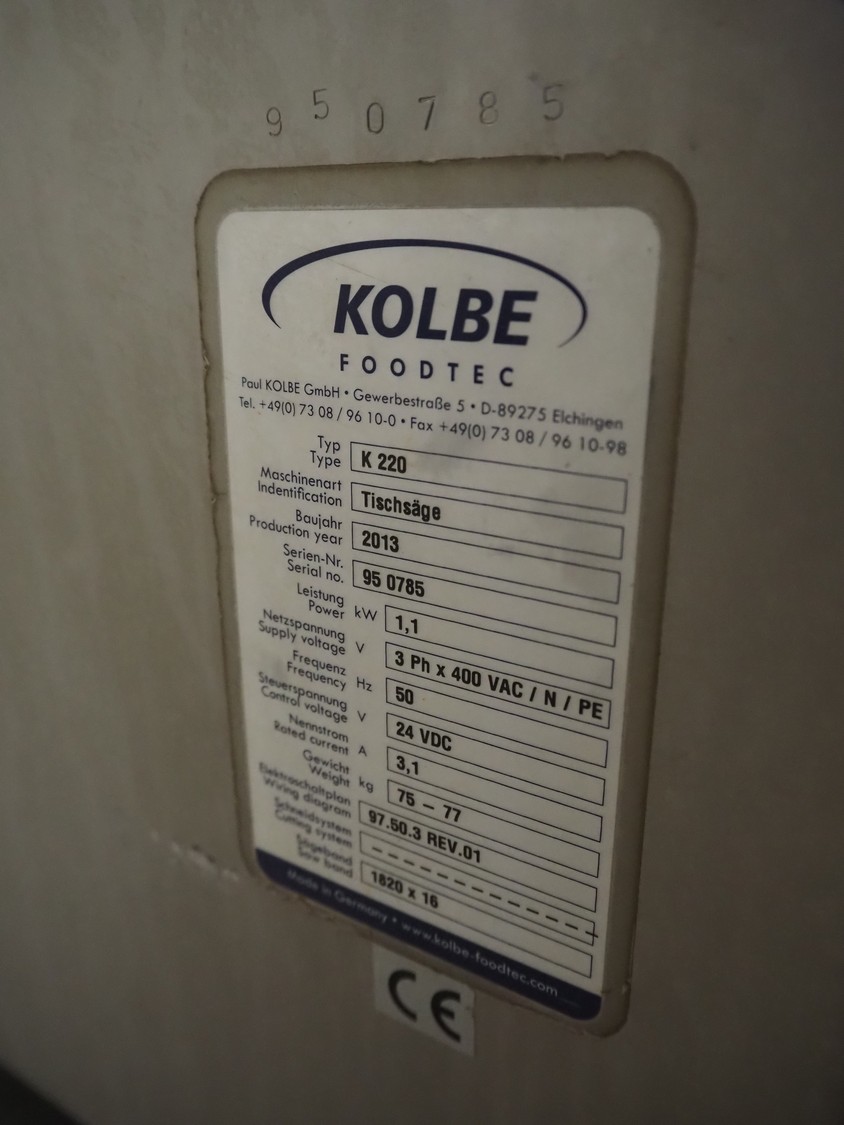 950785
KOLBE
FOODTEC
Paul KOLBE GmbH • Gewerbestraße 5 • D-89275 Elchingen
Tel. +49(0) 73 08 / 96 10-0 • Fax +49(0) 73 08 / 96 10-98
Typ
Type K 220
Maschinenart
Indentification Tischsäge
Baujahr
Production year 2013
Serien-Nr.
Serial no. 95 0785
Leistung
Power kW 1,1
Netzspannung
Supply voltage V 3 Ph x 400 VAC / N / PE
Frequenz
Frequency Hz 50
Steuerspannung
Control voltage V 24 VDC
Nennstrom
Rated current A 3,1
Gewicht
Weight kg 75 – 77
Elektroschaltplan
Wiring diagram 97.50.3 REV.01
Schneidsystem
Cutting system – – – – – – – – – – – – –
Sägeband
Saw band 1820 x 16
Made in Germany • www.kolbe-foodtec.com
CE